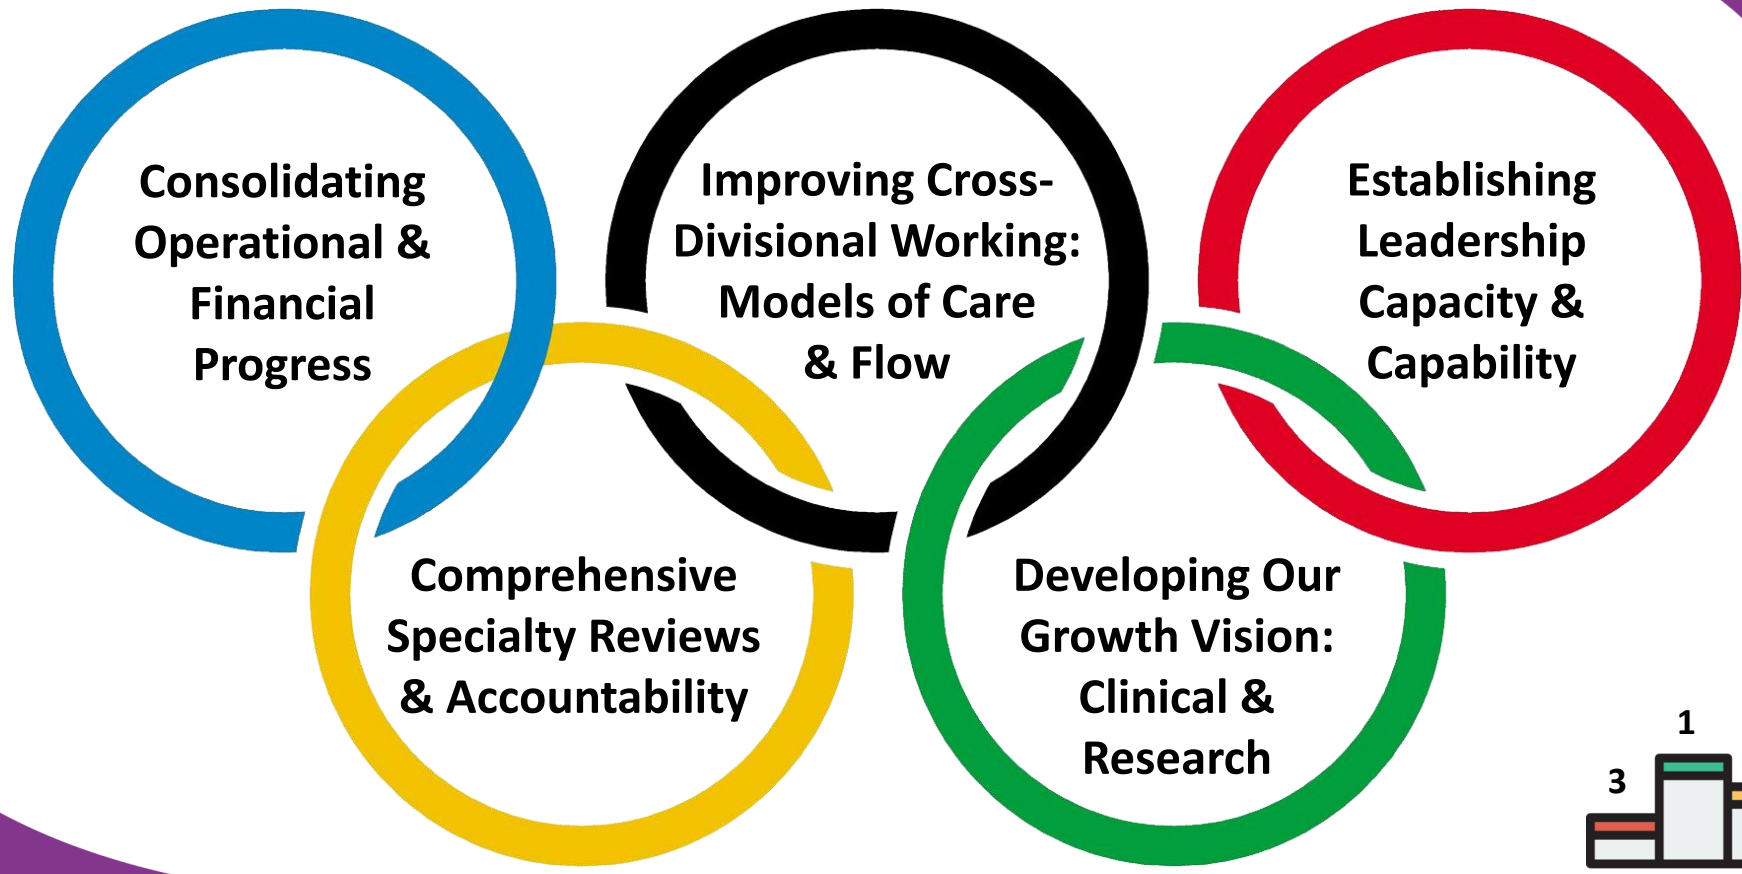 Consolidating
Operational &
Financial
Progress
Improving Cross-
Divisional Working:
Models of Care
& Flow
Establishing
Leadership
Capacity &
Capability
Comprehensive
Specialty Reviews
& Accountability
Developing Our
Growth Vision:
Clinical &
Research
1
3